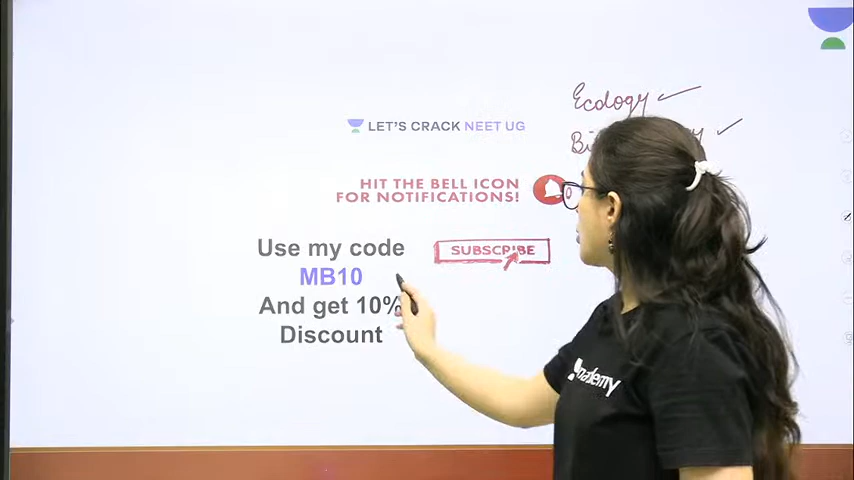 Ecology
LET'S CRACK NEET UG
HIT THE BELL ICON
FOR NOTIFICATIONS!
Use my code
SUBSCRIBE
MB10
And get 10%
Discount
unacademy